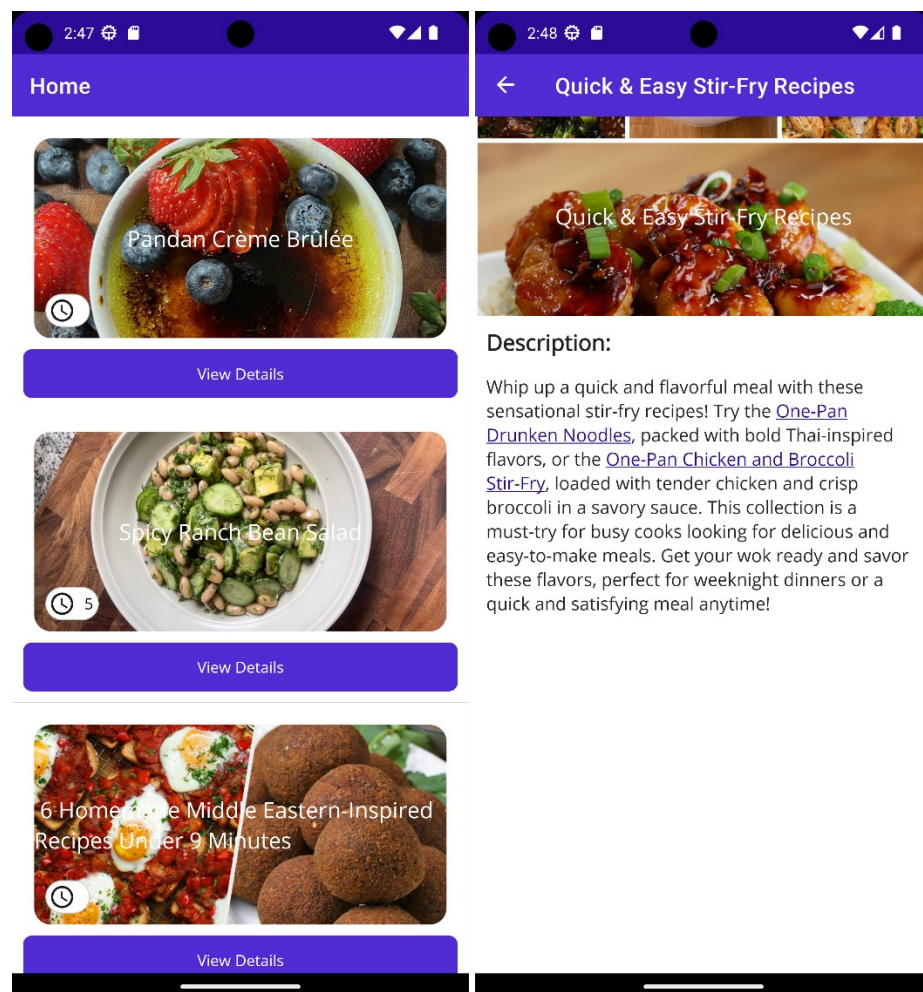 2:47
Home
Pandan Crème Brûlée
View Details
Spicy Ranch Bean Salad
5
View Details
6 Homemade Middle Eastern-Inspired
Recipes Under 9 Minutes
View Details
2:48
Quick & Easy Stir-Fry Recipes
Quick & Easy Stir-Fry Recipes
Description:
Whip up a quick and flavorful meal with these
sensational stir-fry recipes! Try the One-Pan
Drunken Noodles, packed with bold Thai-inspired
flavors, or the One-Pan Chicken and Broccoli
Stir-Fry, loaded with tender chicken and crisp
broccoli in a savory sauce. This collection is a
must-try for busy cooks looking for delicious and
easy-to-make meals. Get your wok ready and savor
these flavors, perfect for weeknight dinners or a
quick and satisfying meal anytime!